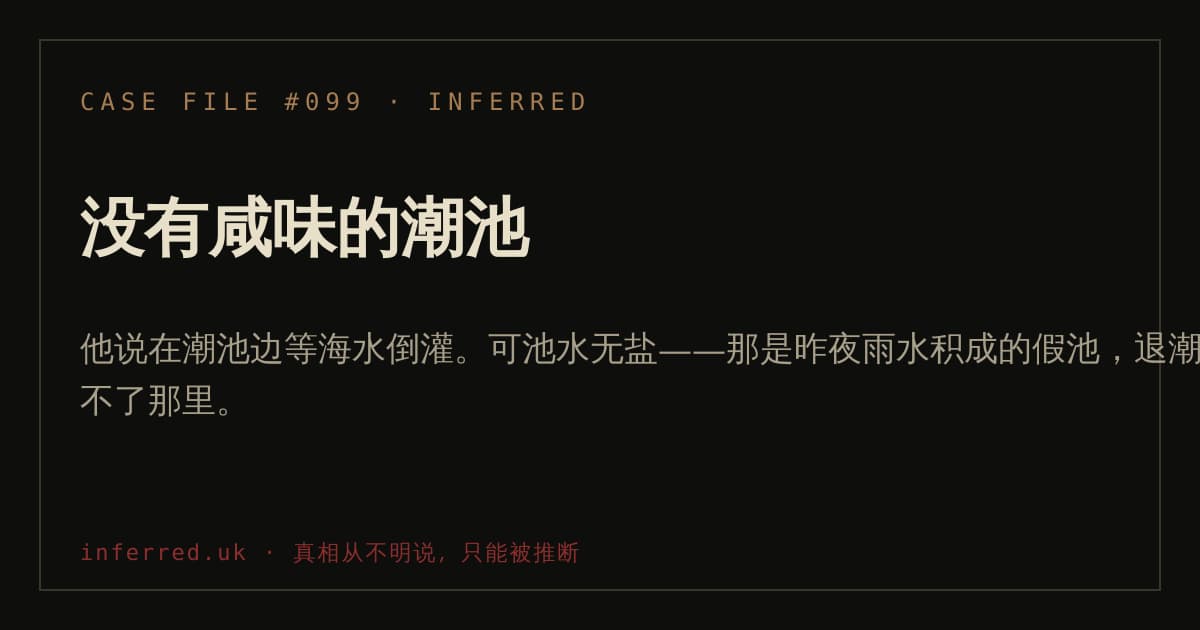 CASE FILE #099 · INFERRED
没有咸味的潮池
他说在潮池边等海水倒灌。可池水无盐——那是昨夜雨水积成的假池，退潮
不了那里。
inferred.uk · 真相从不明说，只能被推断